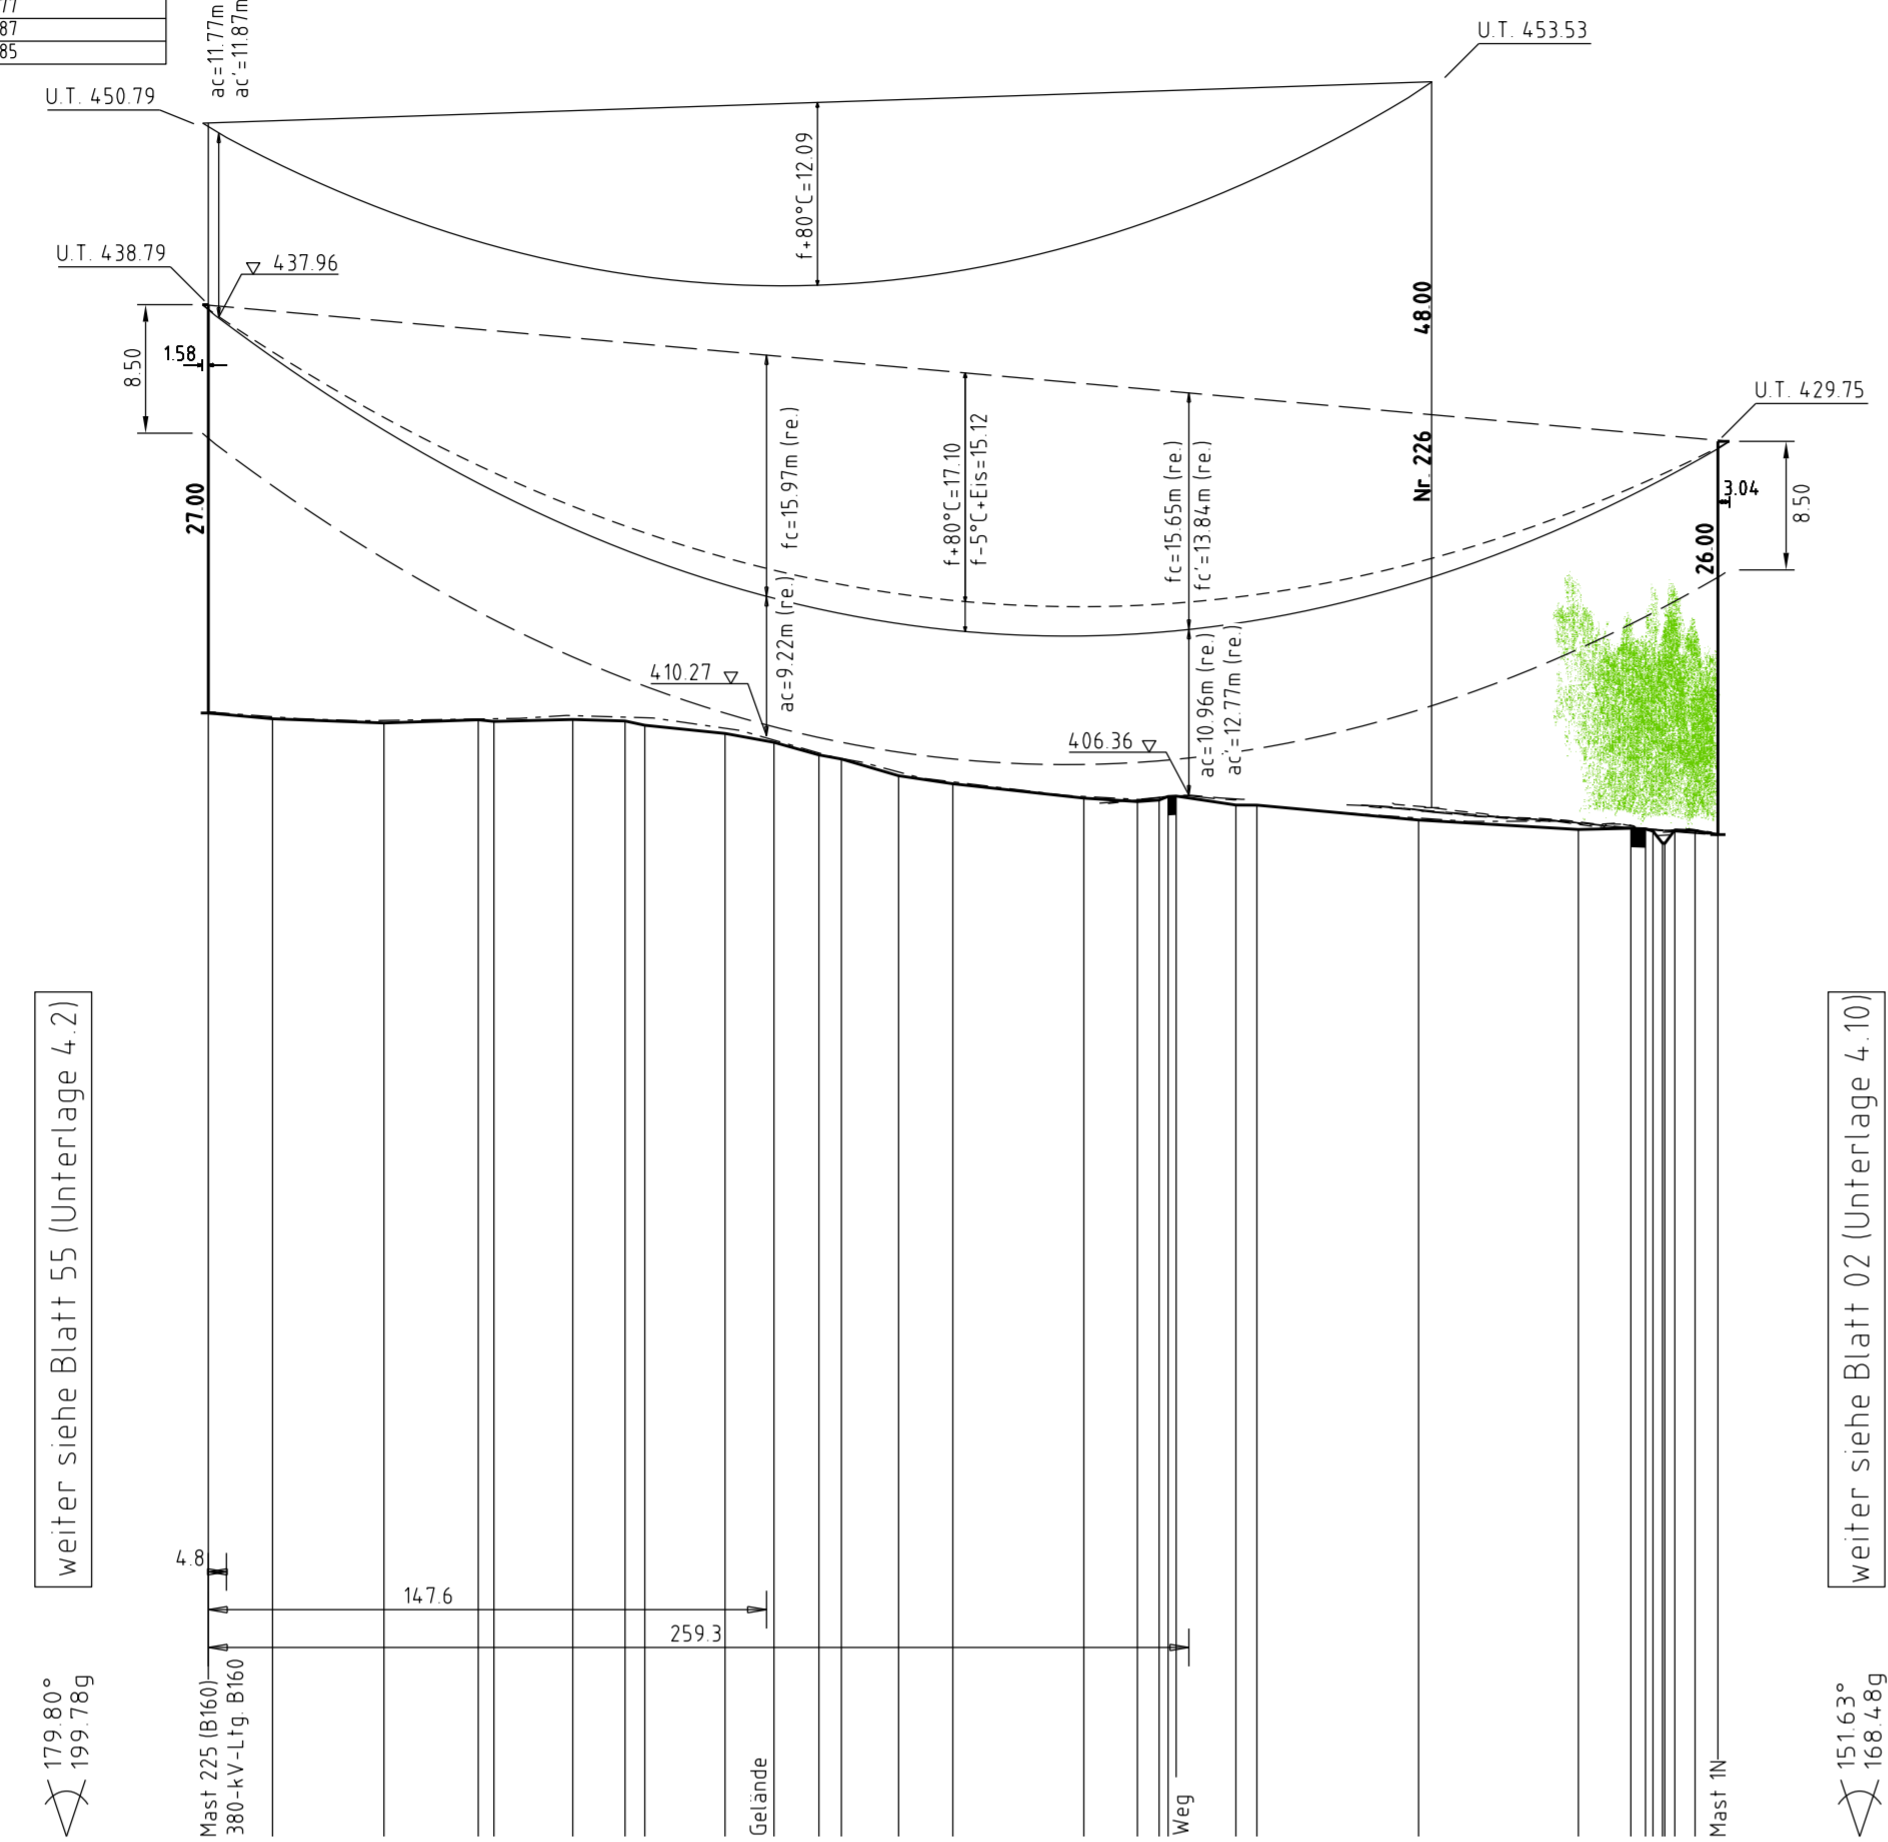 77
87
85
ac=11.77m
ac'=11.87m
U.T. 453.53
U.T. 450.79
f+80°C=12.09
U.T. 438.79
437.96
48.00
8.50
1.58
Nr. 226
U.T. 429.75
27.00
fc=15.97m (re.)
f+80°C=17.10
f-5°C+Eis=15.12
fc=15.65m (re.)
fc'=13.84m (re.)
3.04
8.50
26.00
ac=9.22m (re.)
410.27
ac=10.96m (re.)
ac'=12.77m (re.)
406.36
weiter siehe Blatt 55 (Unterlage 4.2)
weiter siehe Blatt 02 (Unterlage 4.10)
4.8
147.6
259.3
179.80°
199.78g
Mast 225 (B160)
380-kV-Ltg. B160
Gelände
Weg
Mast 1N
151.63°
168.48g